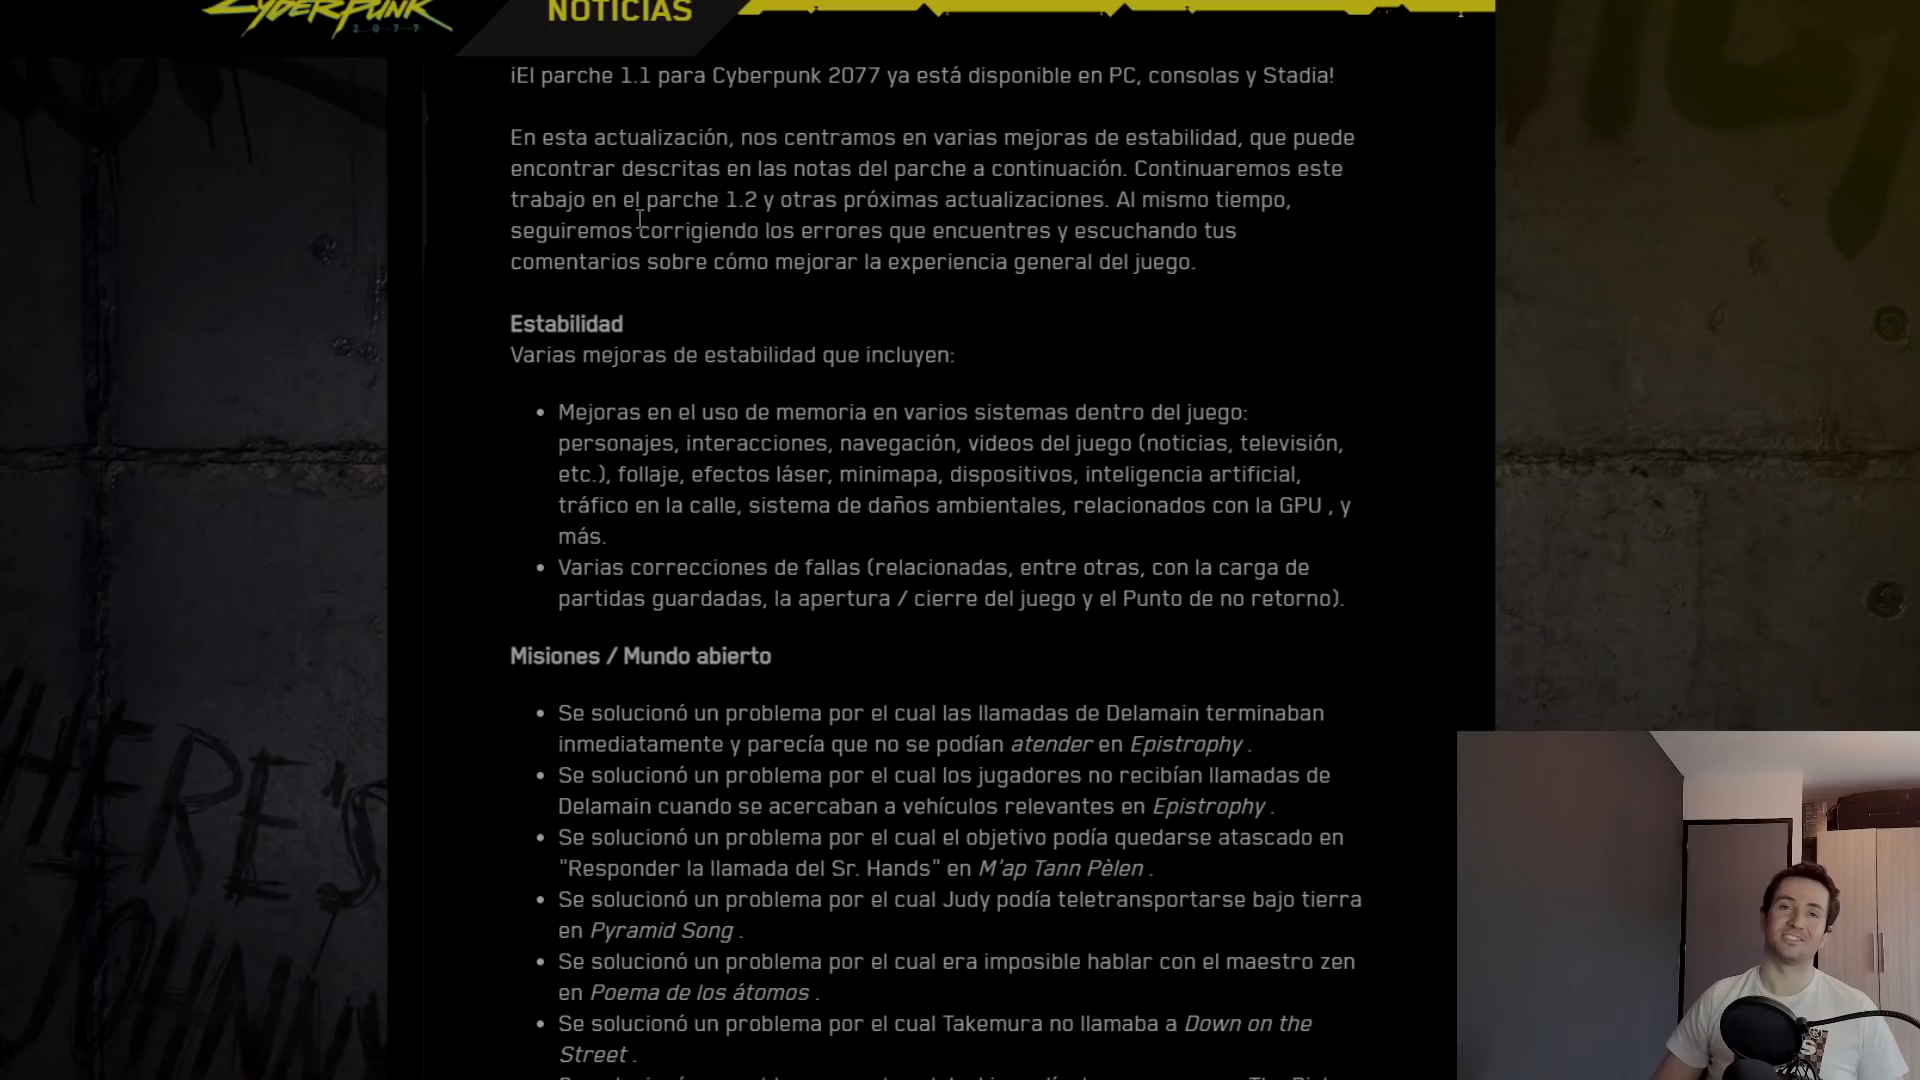 CYBERPUNK
2077
NOTICIAS
¡El parche 1.1 para Cyberpunk 2077 ya está disponible en PC, consolas y Stadia!
En esta actualización, nos centramos en varias mejoras de estabilidad, que puede
encontrar descritas en las notas del parche a continuación. Continuaremos este
trabajo en el parche 1.2 y otras próximas actualizaciones. Al mismo tiempo,
seguiremos corrigiendo los errores que encuentres y escuchando tus
comentarios sobre cómo mejorar la experiencia general del juego.
Estabilidad
Varias mejoras de estabilidad que incluyen:
• Mejoras en el uso de memoria en varios sistemas dentro del juego:
personajes, interacciones, navegación, videos del juego (noticias, televisión,
etc.), follaje, efectos láser, minimapa, dispositivos, inteligencia artificial,
tráfico en la calle, sistema de daños ambientales, relacionados con la GPU , y
más.
• Varias correcciones de fallas (relacionadas, entre otras, con la carga de
partidas guardadas, la apertura / cierre del juego y el Punto de no retorno).
Misiones / Mundo abierto
• Se solucionó un problema por el cual las llamadas de Delamain terminaban
inmediatamente y parecía que no se podían atender en Epistrophy .
• Se solucionó un problema por el cual los jugadores no recibían llamadas de
Delamain cuando se acercaban a vehículos relevantes en Epistrophy .
• Se solucionó un problema por el cual el objetivo podía quedarse atascado en
"Responder la llamada del Sr. Hands" en M'ap Tann Pèlen .
• Se solucionó un problema por el cual Judy podía teletransportarse bajo tierra
en Pyramid Song .
• Se solucionó un problema por el cual era imposible hablar con el maestro zen
en Poema de los átomos .
• Se solucionó un problema por el cual Takemura no llamaba a Down on the
Street .
HERE'S
JOHNN